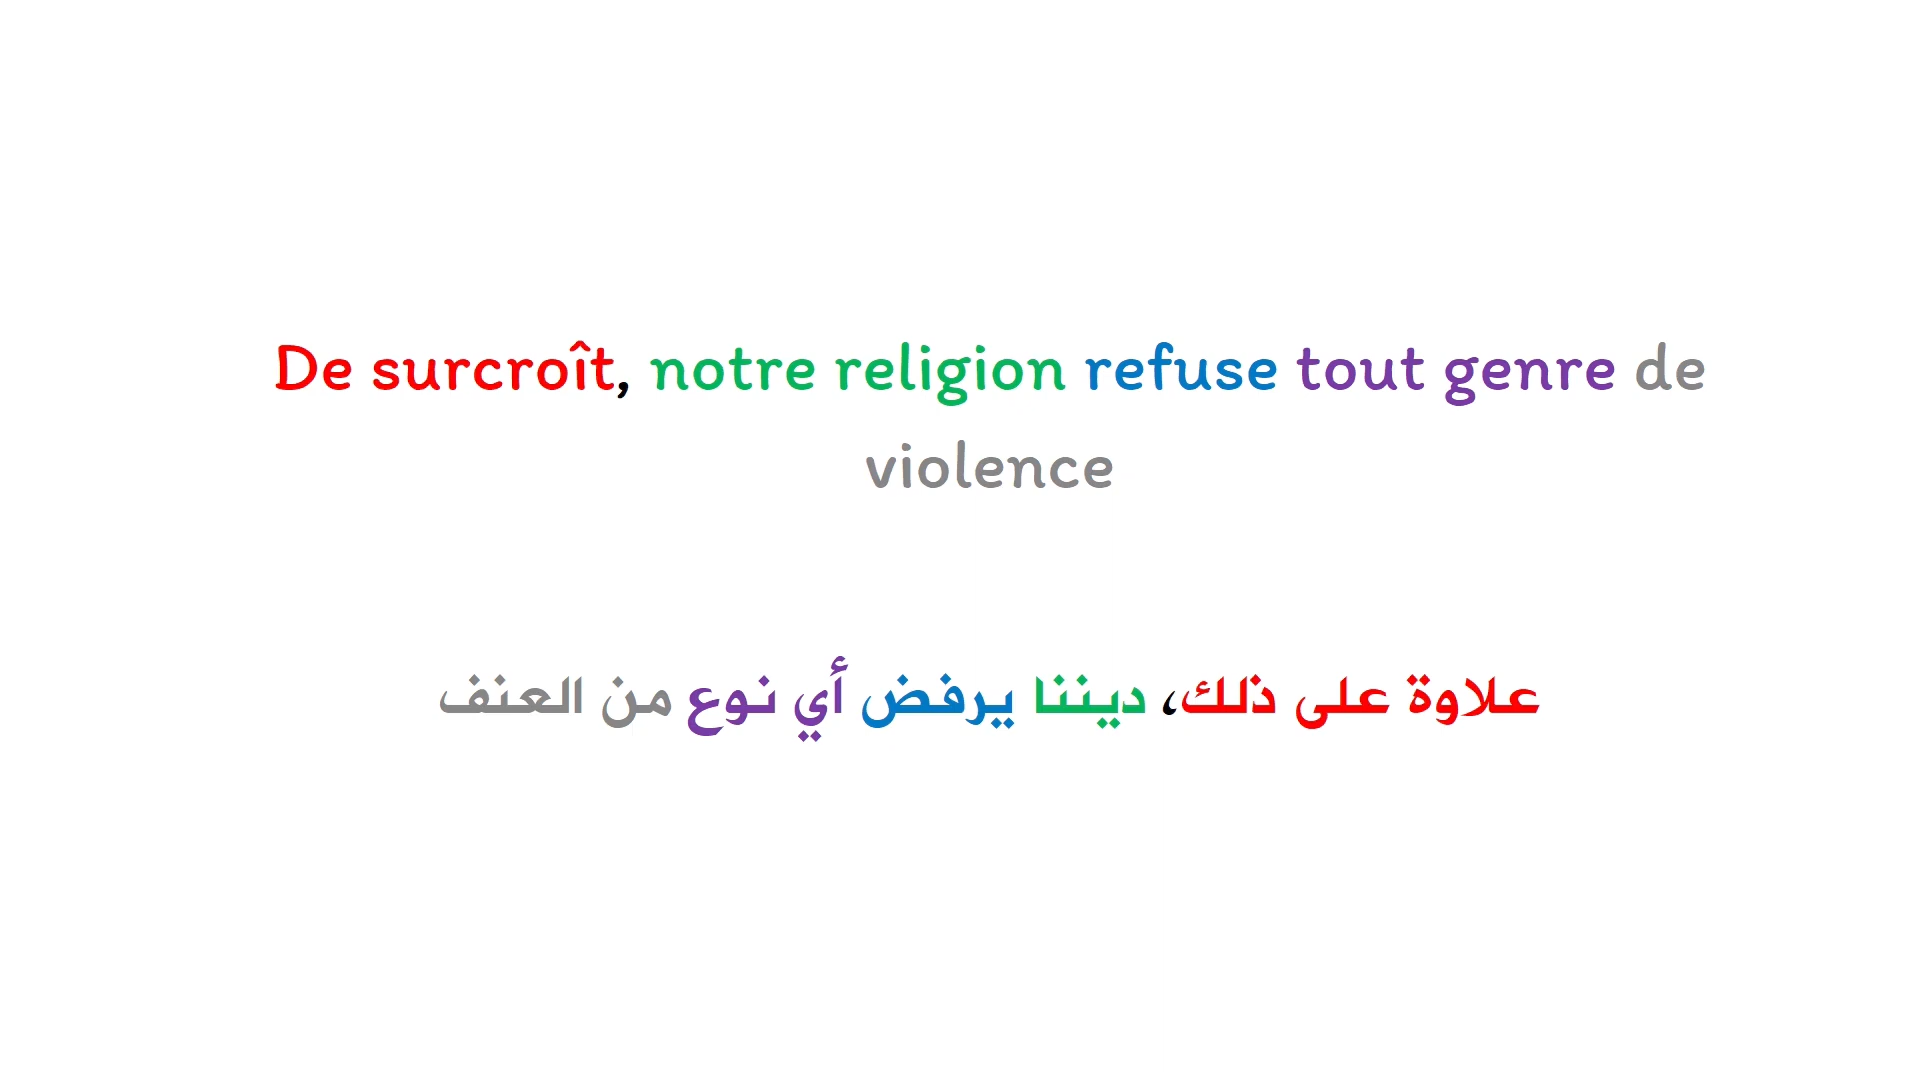 De surcroît, notre religion refuse tout genre de
violence
علاوة على ذلك، ديننا يرفض أي نوع من العنف